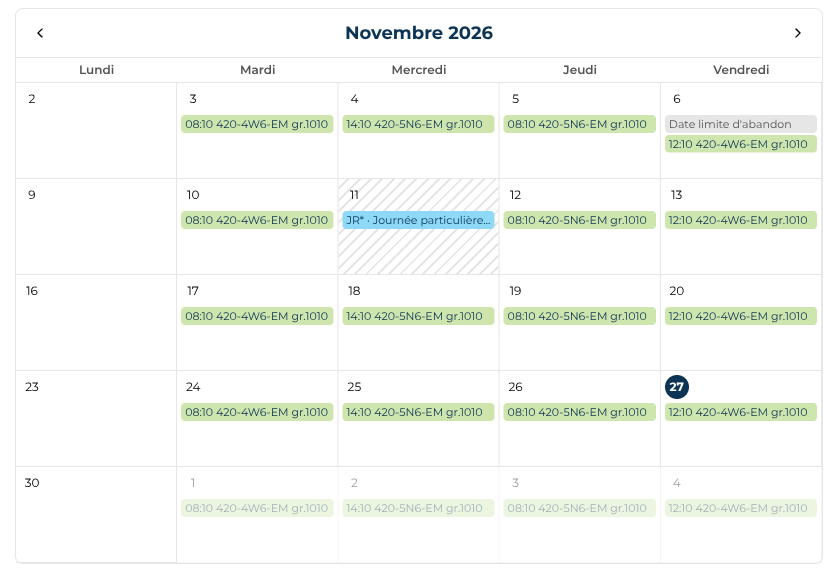 Novembre 2026
Lundi Mardi Mercredi Jeudi Vendredi
2 3 4 5 6
08:10 420-4W6-EM gr.1010 14:10 420-5N6-EM gr.1010 08:10 420-5N6-EM gr.1010 Date limite d'abandon
12:10 420-4W6-EM gr.1010
9 10 11 12 13
08:10 420-4W6-EM gr.1010 JR* · Journée particulière... 08:10 420-5N6-EM gr.1010 12:10 420-4W6-EM gr.1010
16 17 18 19 20
08:10 420-4W6-EM gr.1010 14:10 420-5N6-EM gr.1010 08:10 420-5N6-EM gr.1010 12:10 420-4W6-EM gr.1010
23 24 25 26 27
08:10 420-4W6-EM gr.1010 14:10 420-5N6-EM gr.1010 08:10 420-5N6-EM gr.1010 12:10 420-4W6-EM gr.1010
30 1 2 3 4
08:10 420-4W6-EM gr.1010 14:10 420-5N6-EM gr.1010 08:10 420-5N6-EM gr.1010 12:10 420-4W6-EM gr.1010